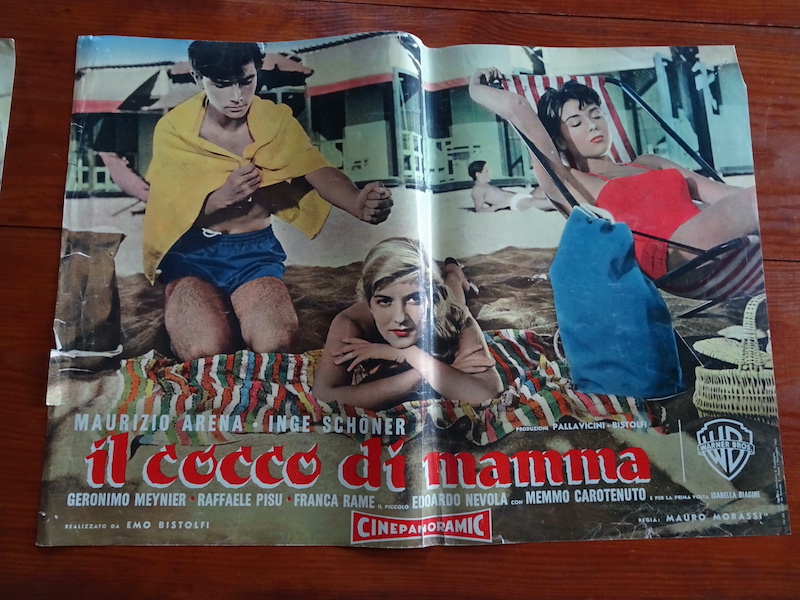 MAURIZIO ARENA · INGE SCHÖNER
PRODUZIONE PALLAVICINI-BISTOLFI
il cocco di mamma
WB
WARNER BROS.
GERONIMO MEYNIER · RAFFAELE PISU · FRANCA RAME · IL PICCOLO EDOARDO NEVOLA CON MEMMO CAROTENUTO E PER LA PRIMA VOLTA ISABELLA BIAGINI
REALIZZATO DA EMO BISTOLFI
CINEPANORAMIC
REGIA: MAURO MORASSI